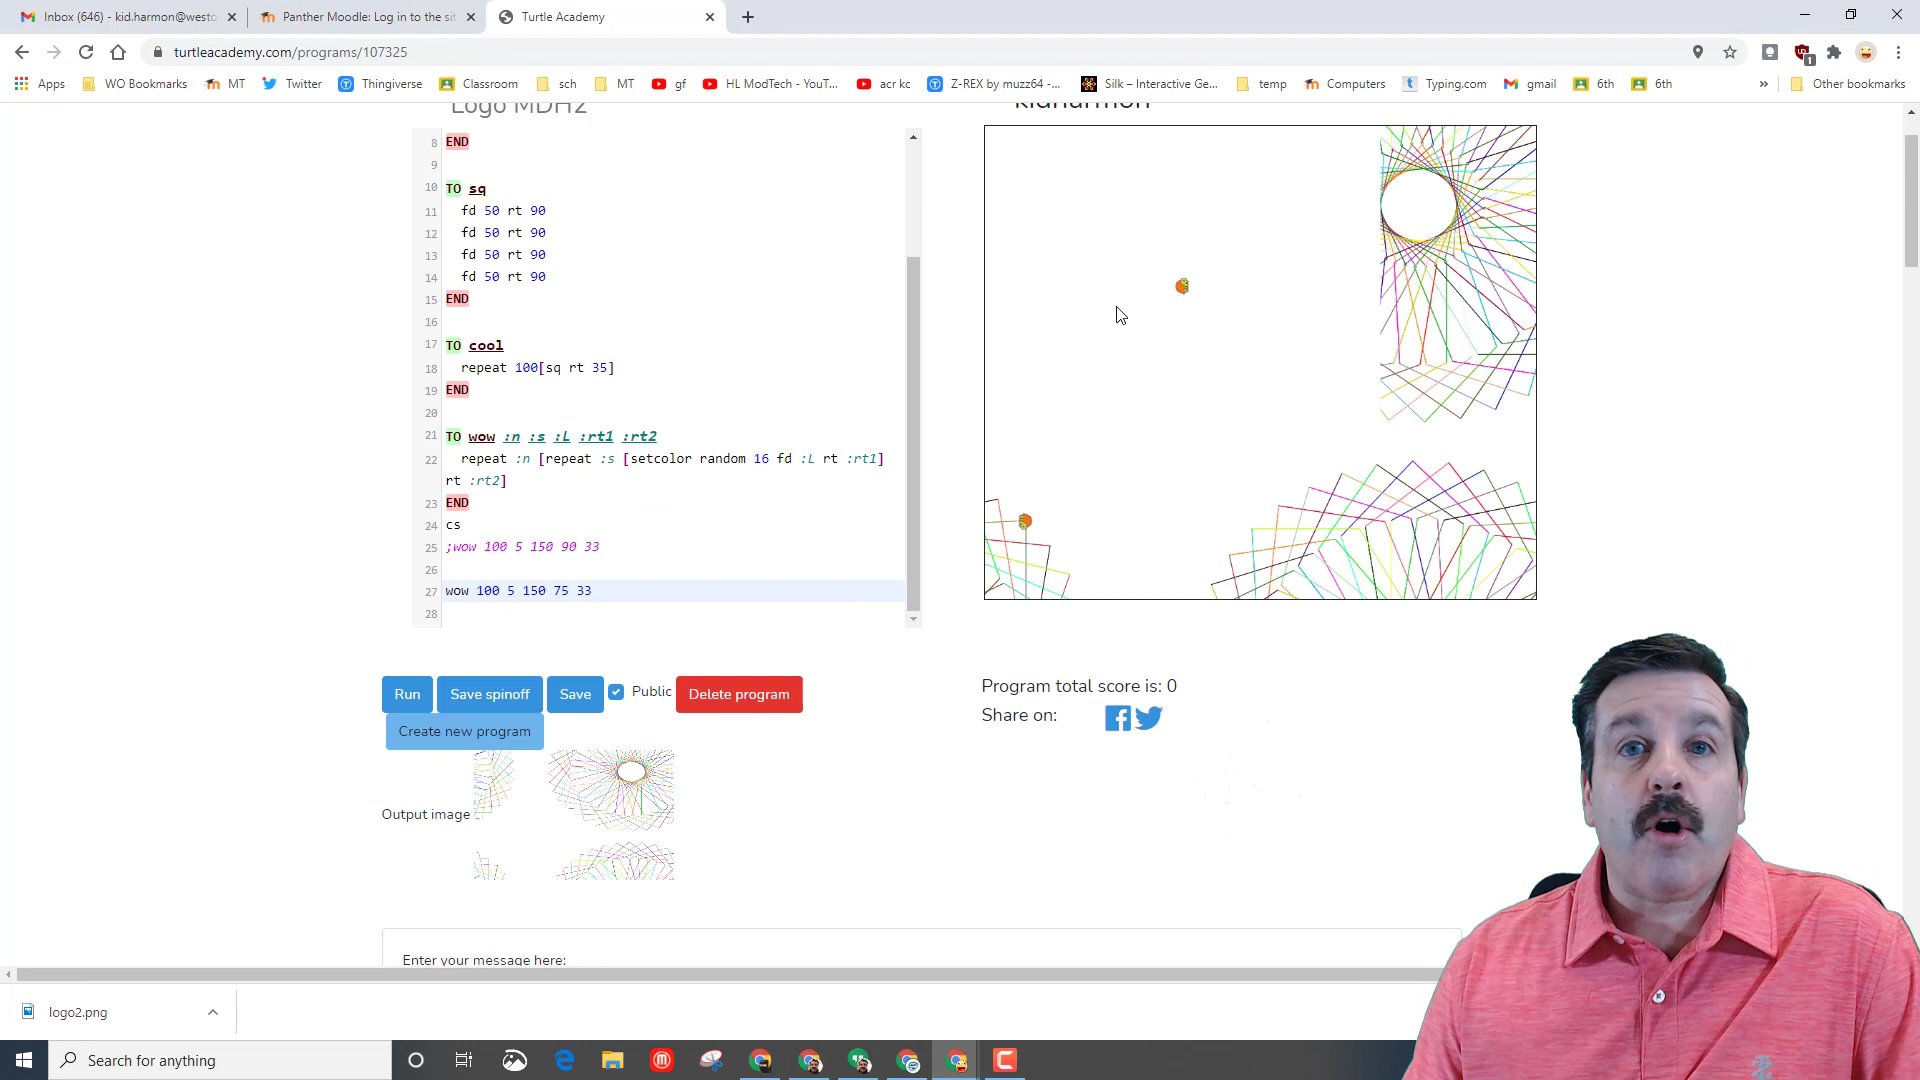 Inbox (646) - kid.harmon@westo
Panther Moodle: Log in to the sit
Turtle Academy
turtleacademy.com/programs/107325
Apps
WO Bookmarks
MT
Twitter
Thingiverse
Classroom
sch
MT
gf
HL ModTech - YouT...
acr kc
Z-REX by muzz64 -...
Silk – Interactive Ge...
temp
Computers
Typing.com
gmail
6th
6th
»
Other bookmarks
Logo MDH2
kidharmon
8 END
9
10 TO sq
11 fd 50 rt 90
12 fd 50 rt 90
13 fd 50 rt 90
14 fd 50 rt 90
15 END
16
17 TO cool
18 repeat 100[sq rt 35]
19 END
20
21 TO wow :n :s :L :rt1 :rt2
22 repeat :n [repeat :s [setcolor random 16 fd :L rt :rt1]
rt :rt2]
23 END
24 cs
25 ;wow 100 5 150 90 33
26
27 wow 100 5 150 75 33
28
Run
Save spinoff
Save
Public
Delete program
Create new program
Output image
Program total score is: 0
Share on:
Enter your message here:
logo2.png
Search for anything